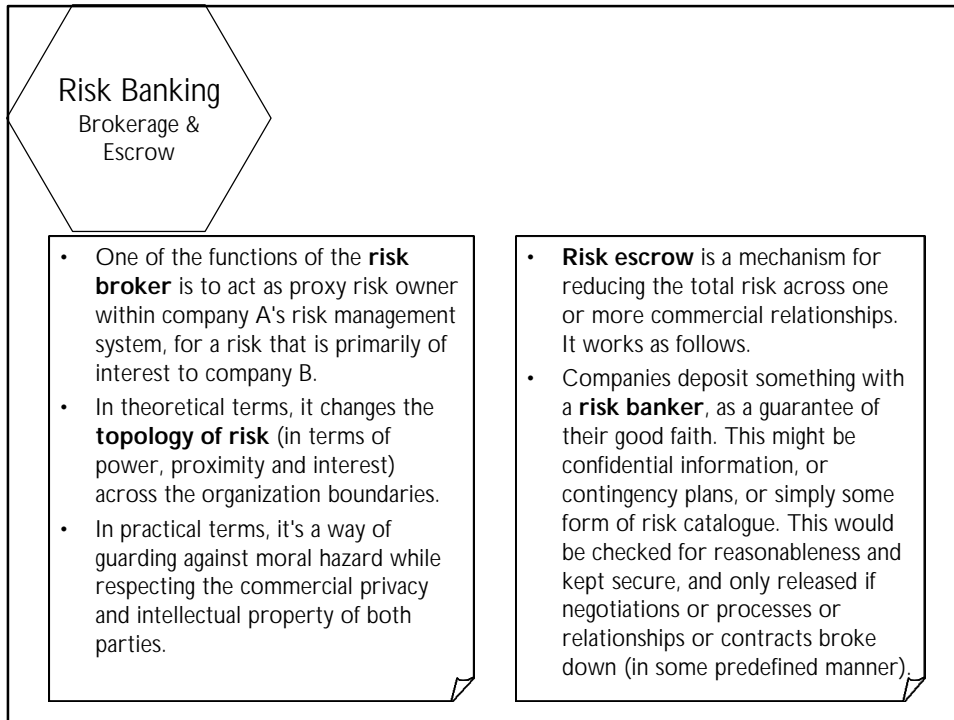 Risk Banking
Brokerage &
Escrow
• One of the functions of the risk
broker is to act as proxy risk owner
within company A's risk management
system, for a risk that is primarily of
interest to company B.
• In theoretical terms, it changes the
topology of risk (in terms of
power, proximity and interest)
across the organization boundaries.
• In practical terms, it's a way of
guarding against moral hazard while
respecting the commercial privacy
and intellectual property of both
parties.
• Risk escrow is a mechanism for
reducing the total risk across one
or more commercial relationships.
It works as follows.
• Companies deposit something with
a risk banker, as a guarantee of
their good faith. This might be
confidential information, or
contingency plans, or simply some
form of risk catalogue. This would
be checked for reasonableness and
kept secure, and only released if
negotiations or processes or
relationships or contracts broke
down (in some predefined manner).